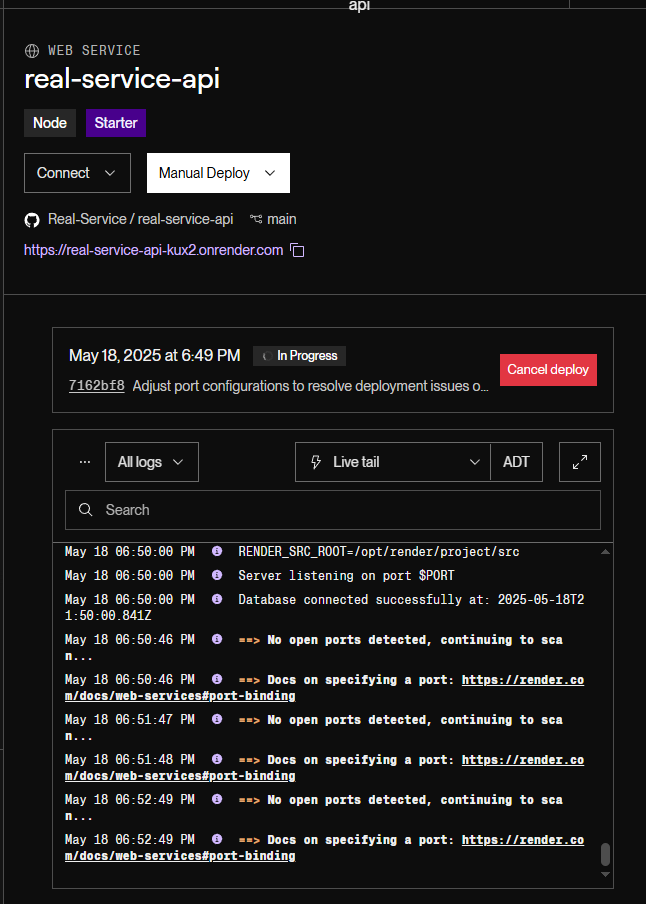 api
WEB SERVICE
real-service-api
Node Starter
Connect Manual Deploy
Real-Service / real-service-api main
https://real-service-api-kux2.onrender.com
May 18, 2025 at 6:49 PM In Progress
7162bf8 Adjust port configurations to resolve deployment issues o...
Cancel deploy
... All logs Live tail ADT
Search
May 18 06:50:00 PM RENDER_SRC_ROOT=/opt/render/project/src
May 18 06:50:00 PM Server listening on port $PORT
May 18 06:50:00 PM Database connected successfully at: 2025-05-18T2
1:50:00.841Z
May 18 06:50:46 PM ==> No open ports detected, continuing to sca
n...
May 18 06:50:46 PM ==> Docs on specifying a port: https://render.co
m/docs/web-services#port-binding
May 18 06:51:47 PM ==> No open ports detected, continuing to sca
n...
May 18 06:51:48 PM ==> Docs on specifying a port: https://render.co
m/docs/web-services#port-binding
May 18 06:52:49 PM ==> No open ports detected, continuing to sca
n...
May 18 06:52:49 PM ==> Docs on specifying a port: https://render.co
m/docs/web-services#port-binding